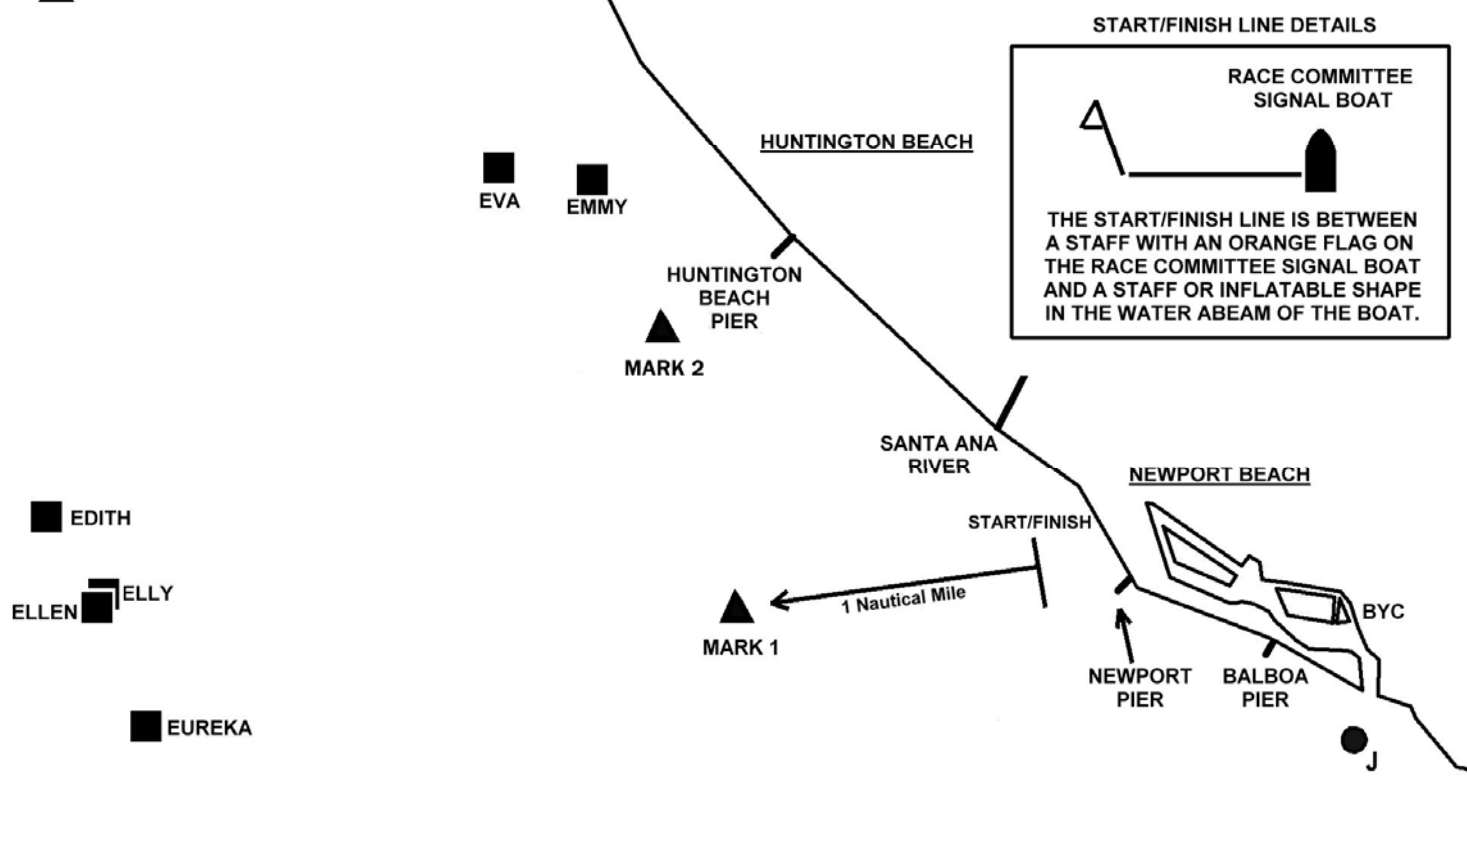 START/FINISH LINE DETAILS
RACE COMMITTEE
SIGNAL BOAT
THE START/FINISH LINE IS BETWEEN
A STAFF WITH AN ORANGE FLAG ON
THE RACE COMMITTEE SIGNAL BOAT
AND A STAFF OR INFLATABLE SHAPE
IN THE WATER ABEAM OF THE BOAT.
HUNTINGTON BEACH
EVA
EMMY
HUNTINGTON
BEACH
PIER
MARK 2
SANTA ANA
RIVER
NEWPORT BEACH
START/FINISH
EDITH
ELLY
ELLEN
1 Nautical Mile
BYC
MARK 1
NEWPORT
PIER
BALBOA
PIER
EUREKA
J